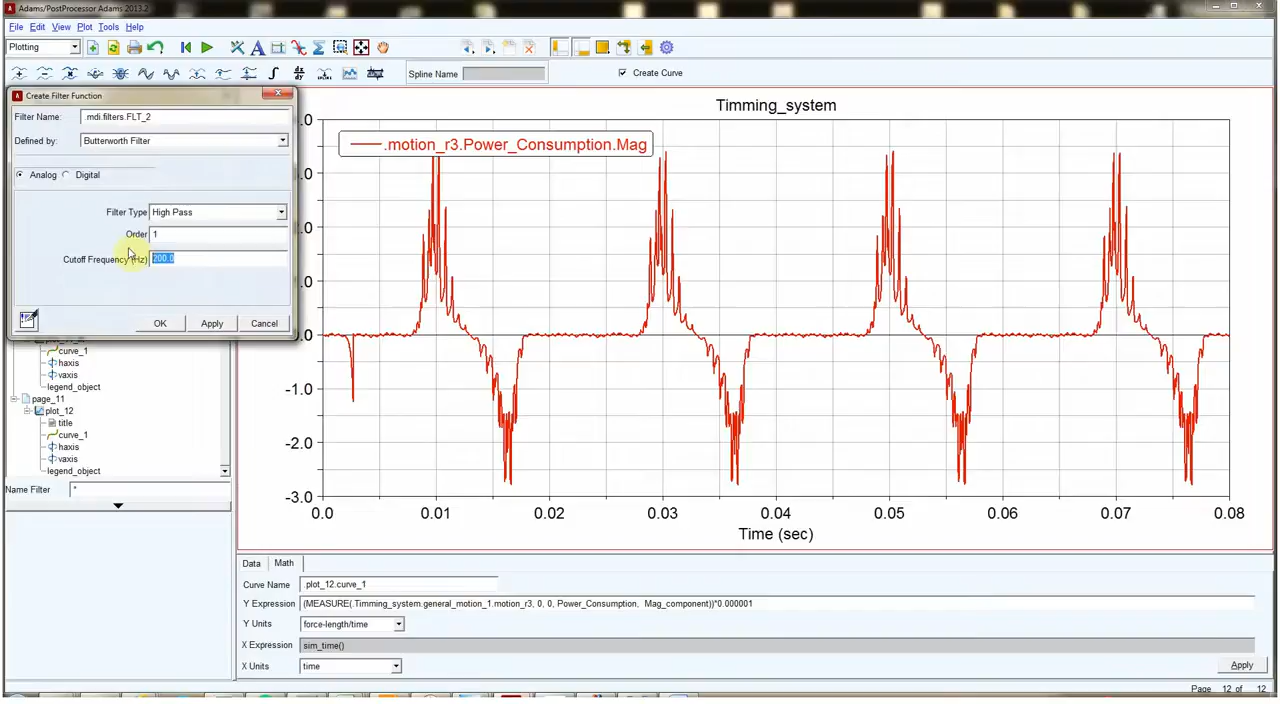 Adams/PostProcessor Adams 2013.2
File Edit View Plot Tools Help
Plotting
Spline Name
Create Curve
Create Filter Function
Filter Name: .mdi.filters.FLT_2
Defined by: Butterworth Filter
Analog Digital
Filter Type High Pass
Order 1
Cutoff Frequency (Hz) 200.0
OK Apply Cancel
curve_1
haxis
vaxis
legend_object
page_11
plot_12
title
curve_1
haxis
vaxis
legend_object
Name Filter *
Timming_system
.motion_r3.Power_Consumption.Mag
.0
.0
.0
.0
0.0
-1.0
-2.0
-3.0
0.0 0.01 0.02 0.03 0.04 0.05 0.06 0.07 0.08
Time (sec)
Data Math
Curve Name .plot_12.curve_1
Y Expression (MEASURE(.Timming_system.general_motion_1.motion_r3, 0, 0, Power_Consumption, Mag_component))*0.000001
Y Units force-length/time
X Expression sim_time()
X Units time
Apply
Page 12 of 12